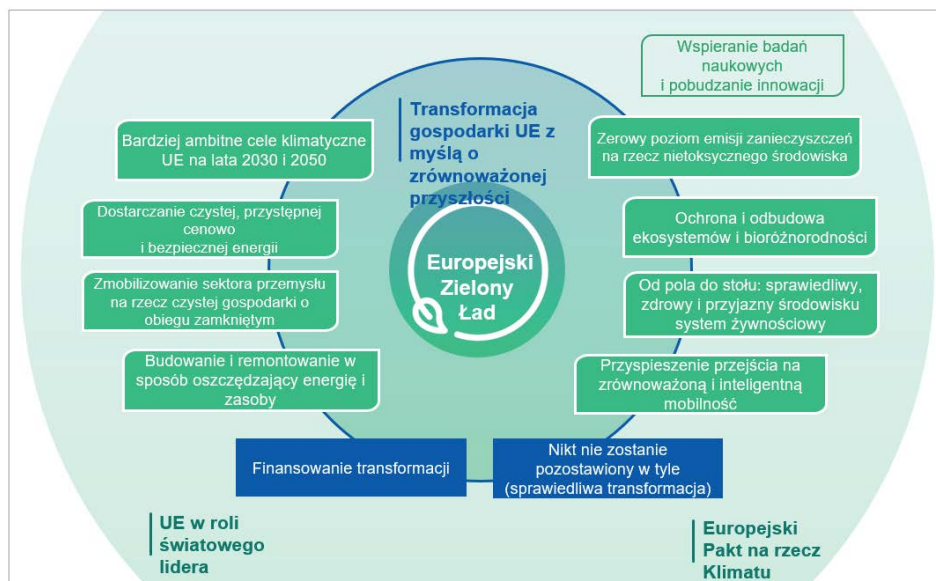 Wspieranie badań
naukowych
i pobudzanie innowacji
Transformacja
gospodarki UE z
myślą o
zrównoważonej
przyszłości
Bardziej ambitne cele klimatyczne
UE na lata 2030 i 2050
Zerowy poziom emisji zanieczyszczeń
na rzecz nietoksycznego środowiska
Dostarczanie czystej, przystępnej
cenowo
i bezpiecznej energii
Ochrona i odbudowa
ekosystemów i bioróżnorodności
Europejski
Zielony
Ład
Zmobilizowanie sektora przemysłu
na rzecz czystej gospodarki o
obiegu zamkniętym
Od pola do stołu: sprawiedliwy,
zdrowy i przyjazny środowisku
system żywnościowy
Budowanie i remontowanie w
sposób oszczędzający energię i
zasoby
Przyspieszenie przejścia na
zrównoważoną i inteligentną
mobilność
Finansowanie transformacji
Nikt nie zostanie
pozostawiony w tyle
(sprawiedliwa transformacja)
UE w roli
światowego
lidera
Europejski
Pakt na rzecz
Klimatu